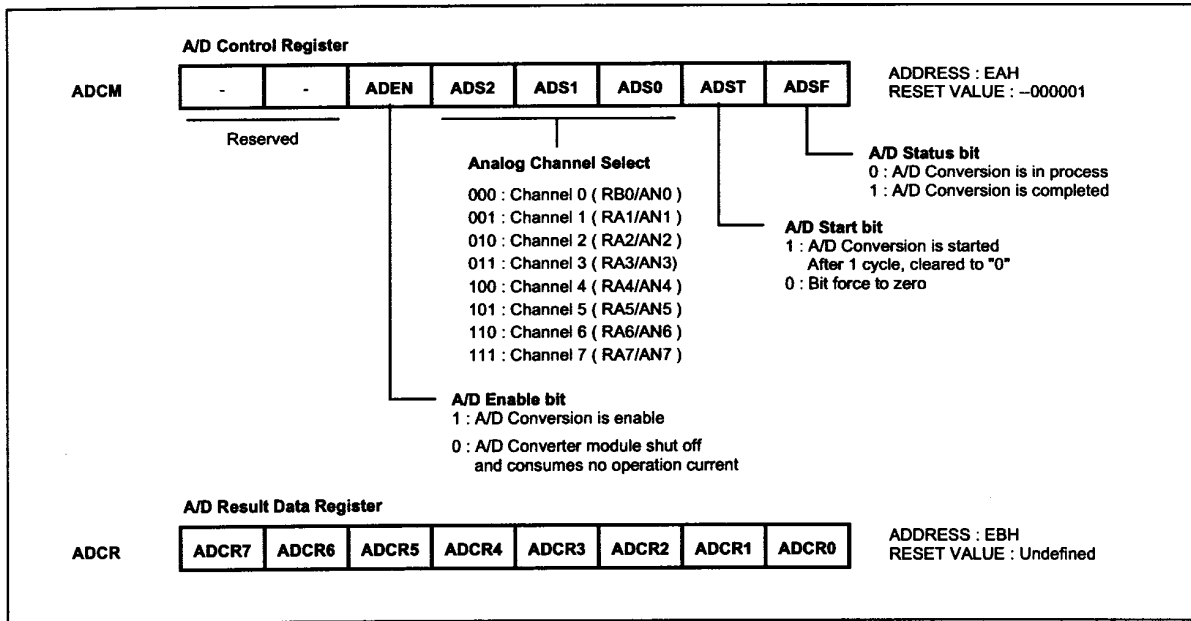 A/D Control Register
ADCM
- - ADEN ADS2 ADS1 ADS0 ADST ADSF
ADDRESS : EAH
RESET VALUE : --000001
Reserved
Analog Channel Select
000 : Channel 0 ( RB0/AN0 )
001 : Channel 1 ( RA1/AN1 )
010 : Channel 2 ( RA2/AN2 )
011 : Channel 3 ( RA3/AN3)
100 : Channel 4 ( RA4/AN4 )
101 : Channel 5 ( RA5/AN5 )
110 : Channel 6 ( RA6/AN6 )
111 : Channel 7 ( RA7/AN7 )
A/D Status bit
0 : A/D Conversion is in process
1 : A/D Conversion is completed
A/D Start bit
1 : A/D Conversion is started
After 1 cycle, cleared to "0"
0 : Bit force to zero
A/D Enable bit
1 : A/D Conversion is enable
0 : A/D Converter module shut off
and consumes no operation current
A/D Result Data Register
ADCR
ADCR7 ADCR6 ADCR5 ADCR4 ADCR3 ADCR2 ADCR1 ADCR0
ADDRESS : EBH
RESET VALUE : Undefined